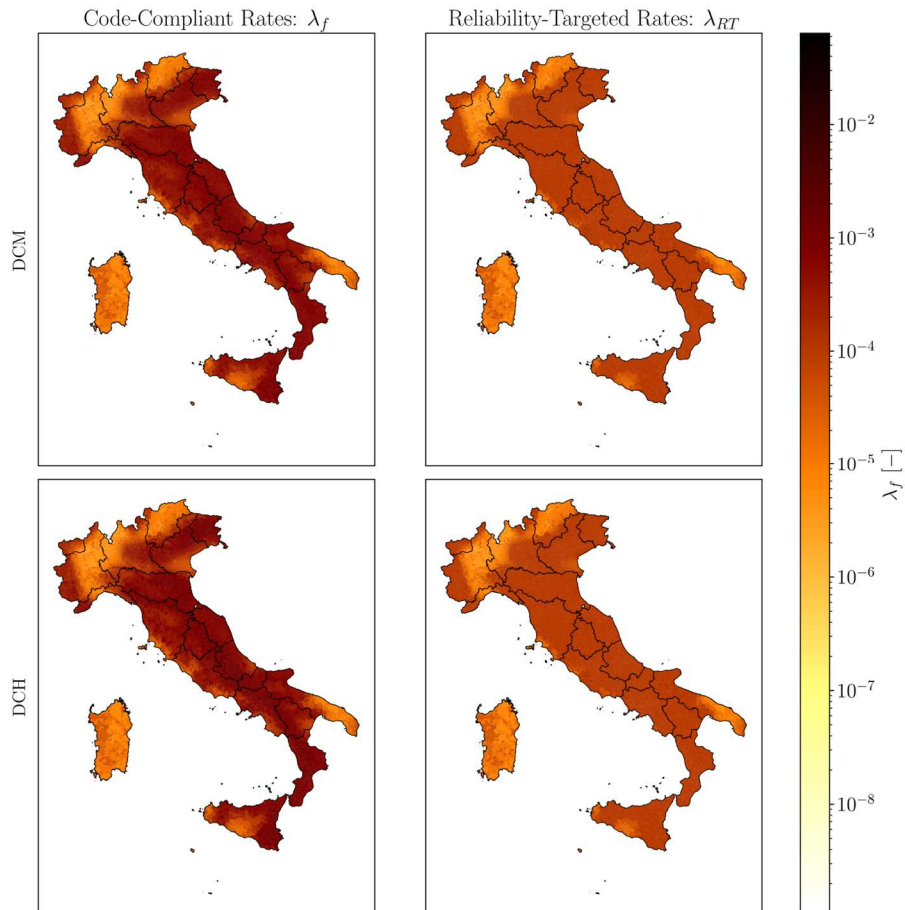 Code-Compliant Rates: λ_f
Reliability-Targeted Rates: λ_RT
DCM
DCH
10⁻²
10⁻³
10⁻⁴
10⁻⁵
10⁻⁶
10⁻⁷
10⁻⁸
λ_f [−]